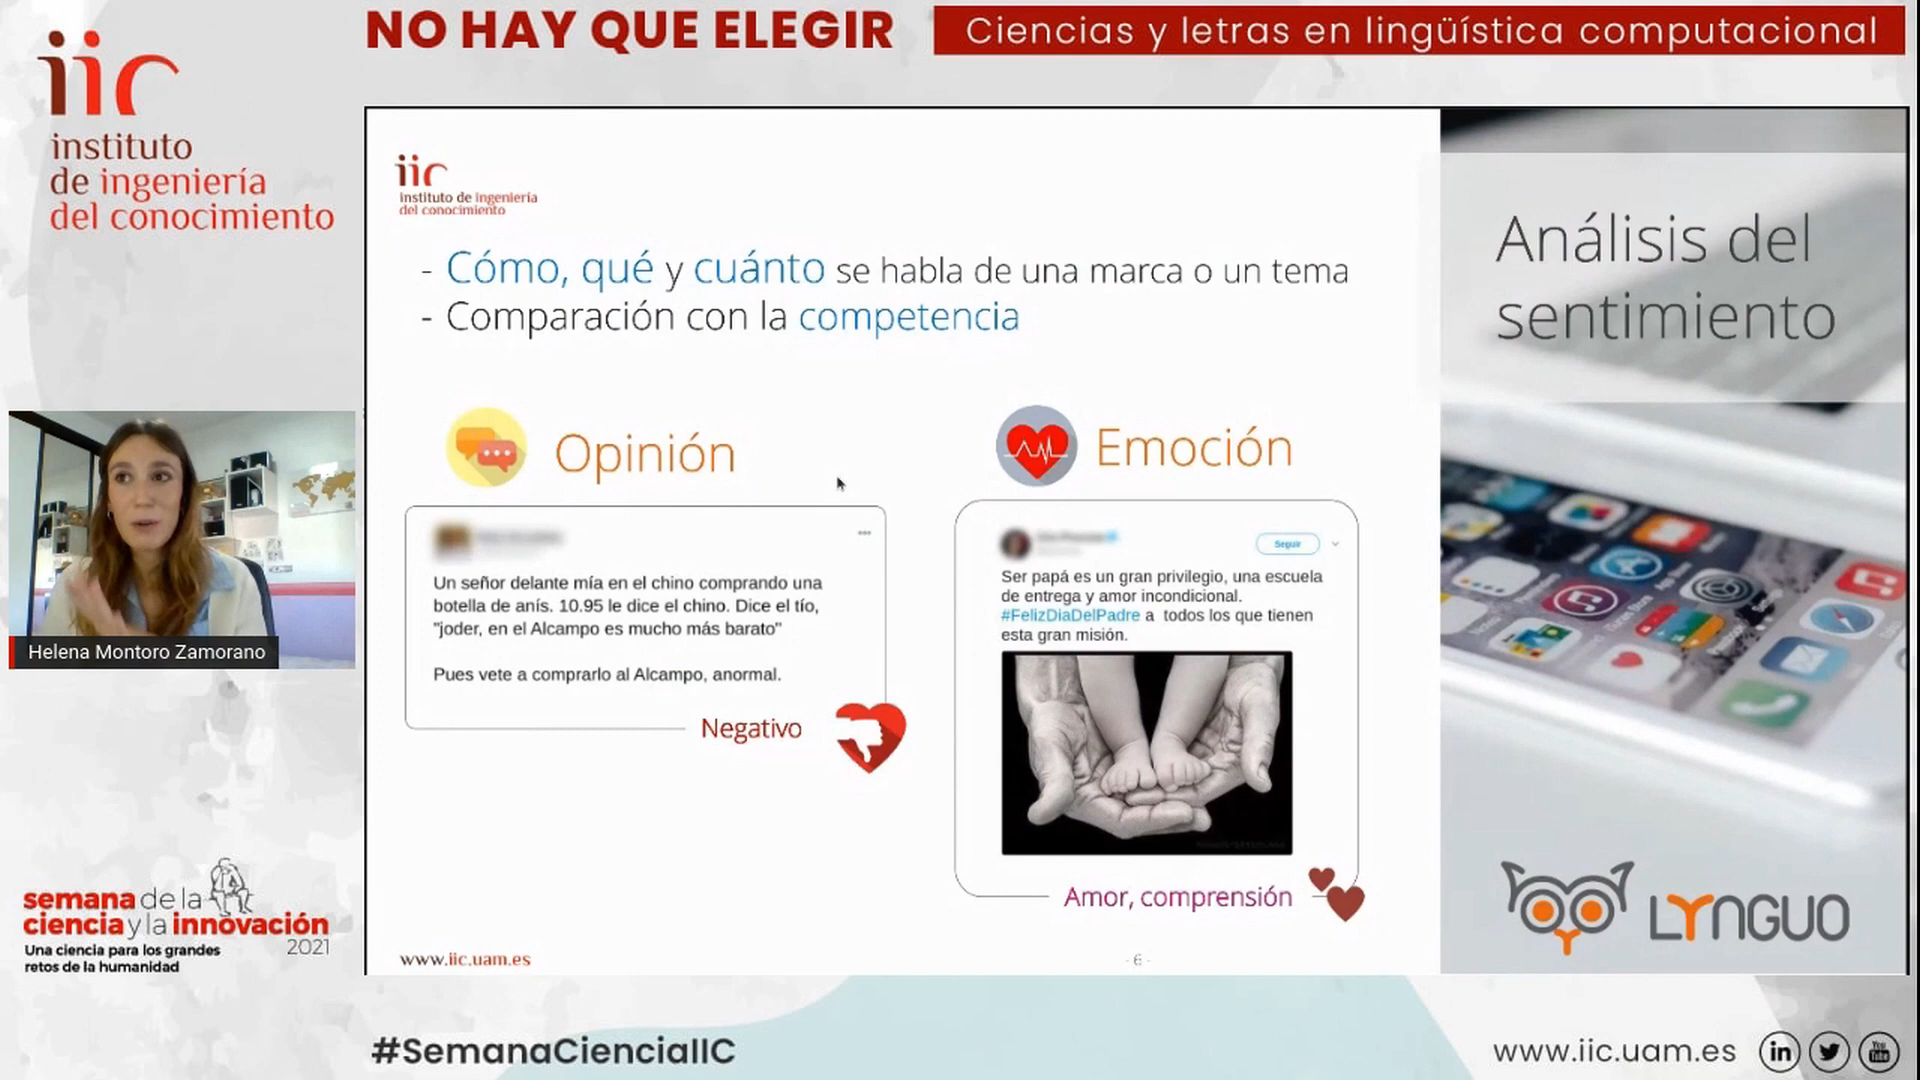 NO HAY QUE ELEGIR
Ciencias y letras en lingüística computacional
iic
instituto
de ingeniería
del conocimiento
iic
instituto de ingeniería
del conocimiento
- Cómo, qué y cuánto se habla de una marca o un tema
- Comparación con la competencia
Análisis del
sentimiento
Opinión
Emoción
Un señor delante mía en el chino comprando una
botella de anís. 10.95 le dice el chino. Dice el tío,
"joder, en el Alcampo es mucho más barato"
Pues vete a comprarlo al Alcampo, anormal.
Negativo
Seguir
Ser papá es un gran privilegio, una escuela
de entrega y amor incondicional.
#FelizDiaDelPadre a todos los que tienen
esta gran misión.
Amor, comprensión
Helena Montoro Zamorano
semana de la
ciencia y la innovación
2021
Una ciencia para los grandes
retos de la humanidad
www.iic.uam.es
- 6 -
LYNGUO
#SemanaCienciaIIC
www.iic.uam.es
in
You
Tube